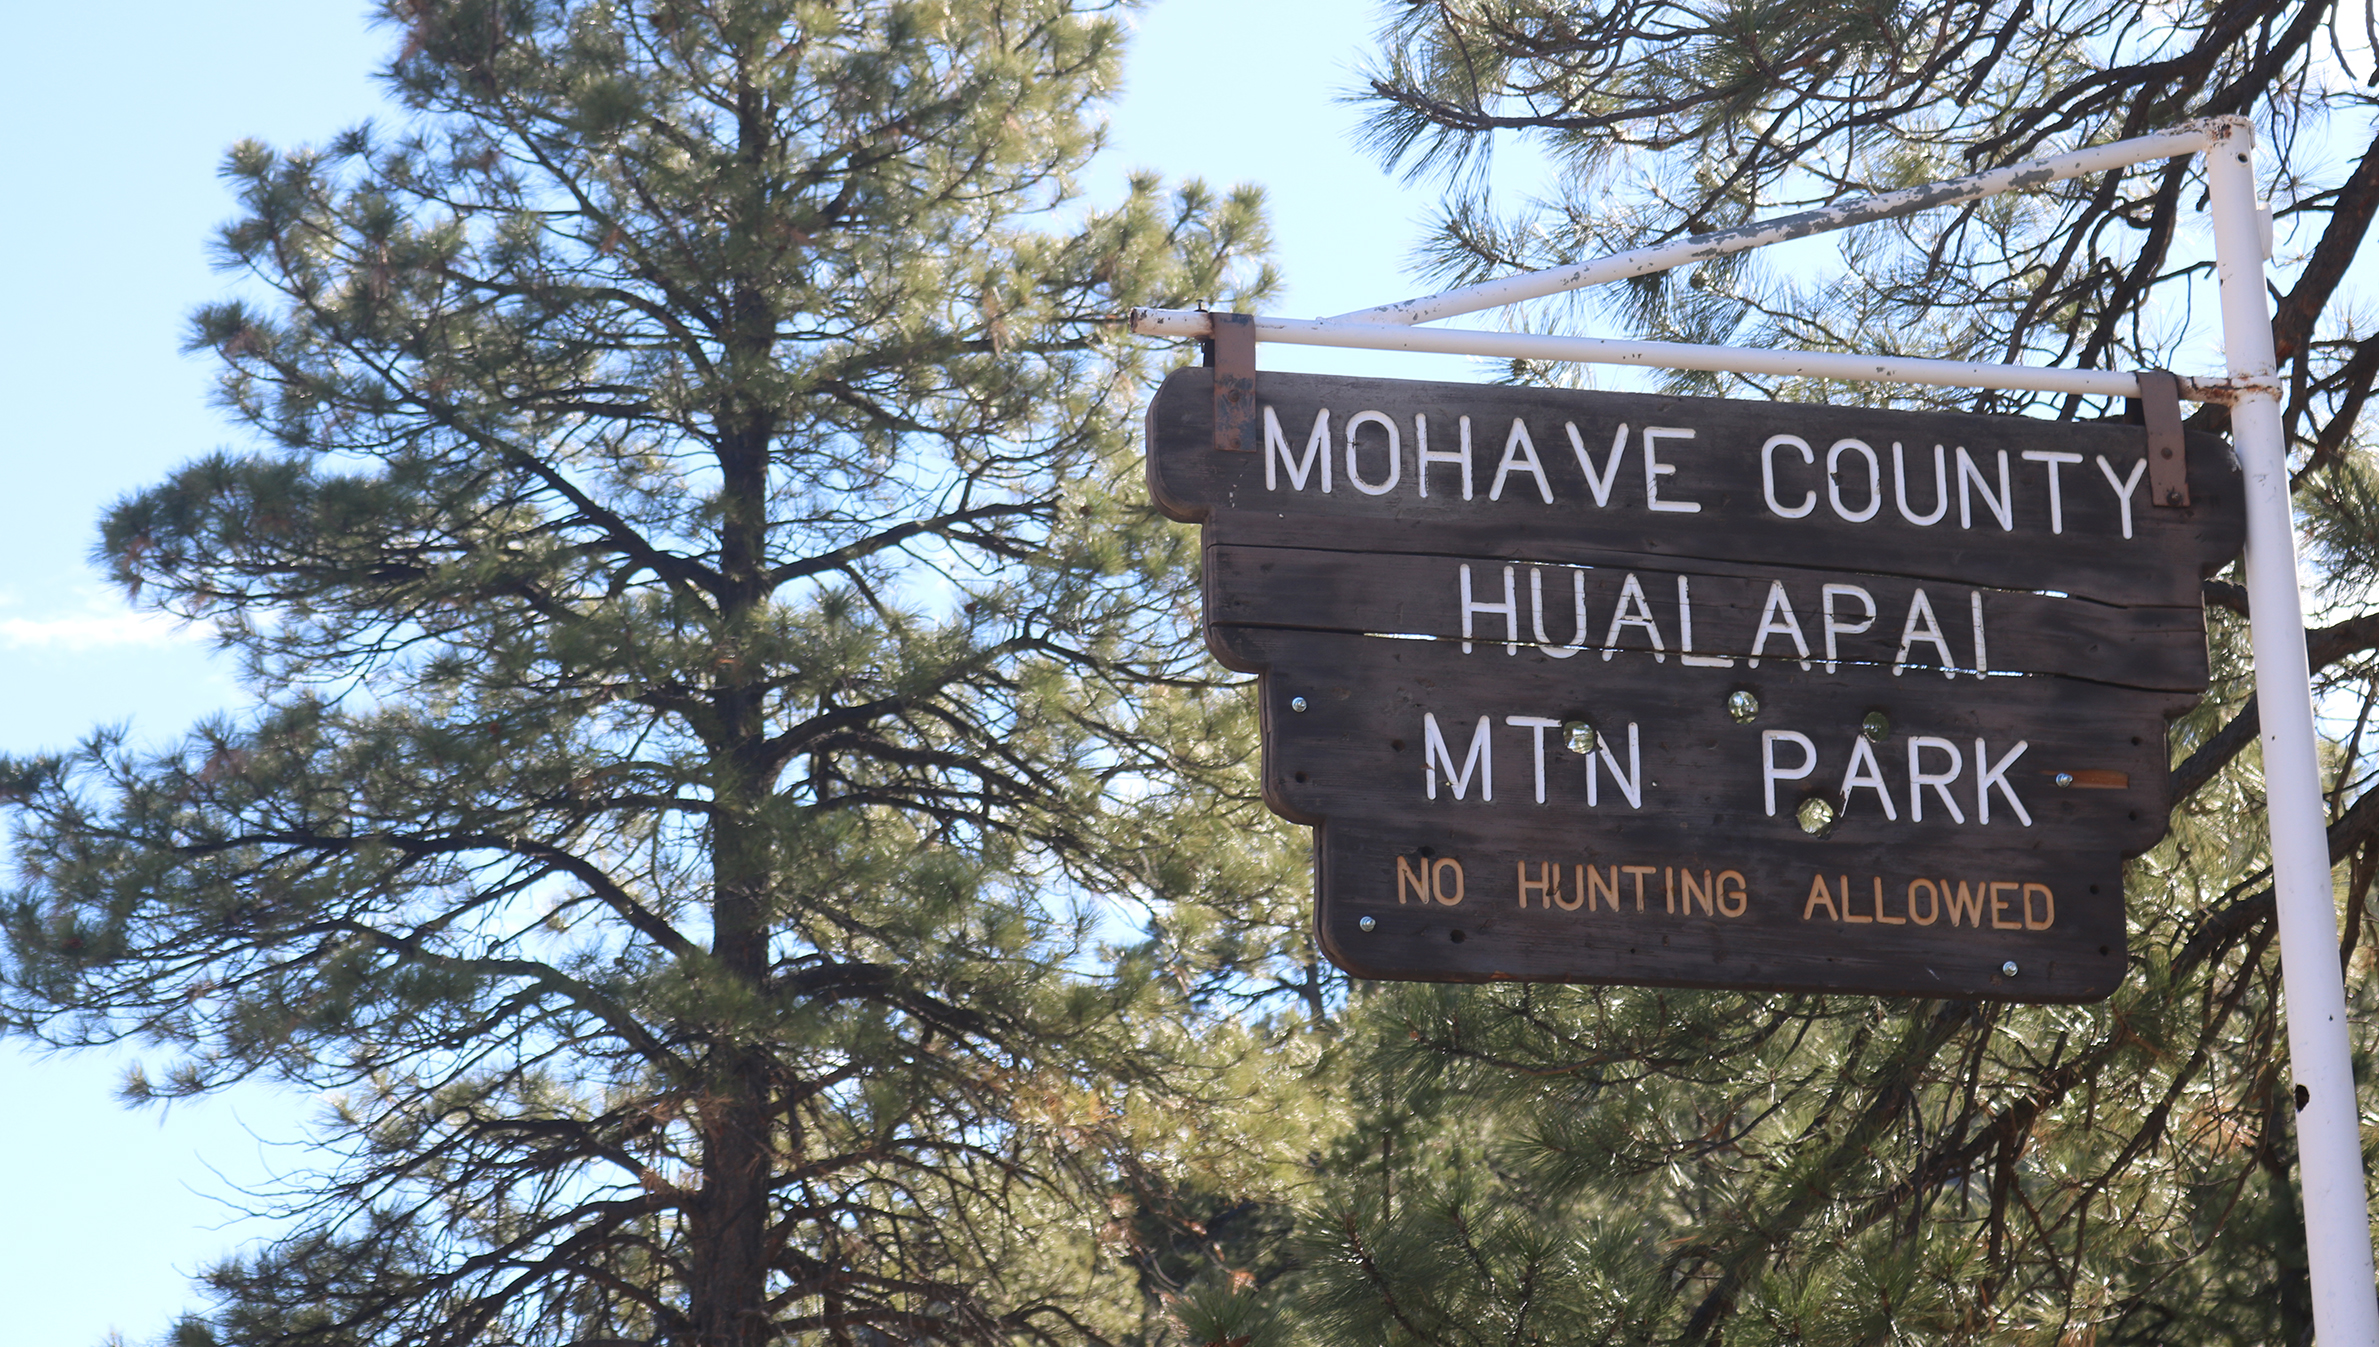 MOHAVE COUNTY
HUALAPAI
MTN PARK
NO HUNTING ALLOWED